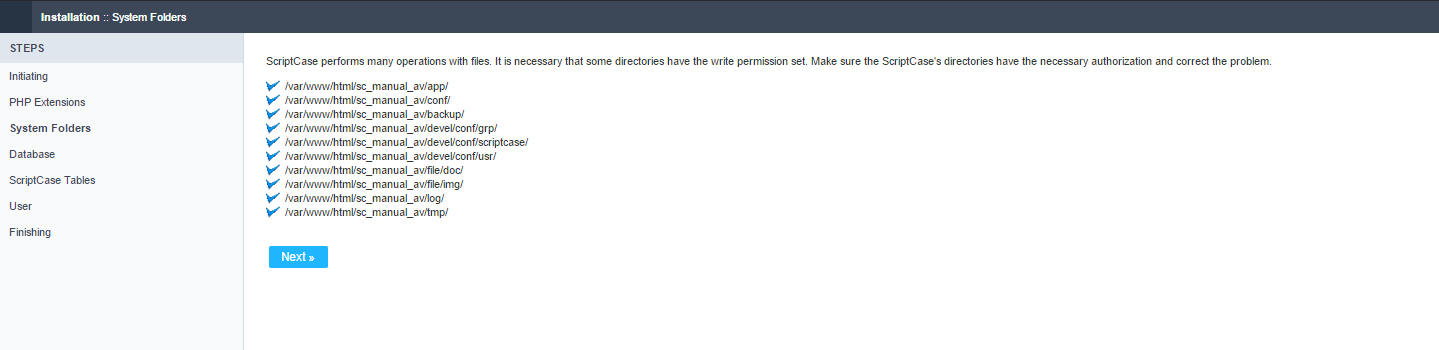 Installation :: System Folders
STEPS
Initiating
PHP Extensions
System Folders
Database
ScriptCase Tables
User
Finishing
ScriptCase performs many operations with files. It is necessary that some directories have the write permission set. Make sure the ScriptCase's directories have the necessary authorization and correct the problem.
/var/www/html/sc_manual_av/app/
/var/www/html/sc_manual_av/conf/
/var/www/html/sc_manual_av/backup/
/var/www/html/sc_manual_av/devel/conf/grp/
/var/www/html/sc_manual_av/devel/conf/scriptcase/
/var/www/html/sc_manual_av/devel/conf/usr/
/var/www/html/sc_manual_av/file/doc/
/var/www/html/sc_manual_av/file/img/
/var/www/html/sc_manual_av/log/
/var/www/html/sc_manual_av/tmp/
Next »